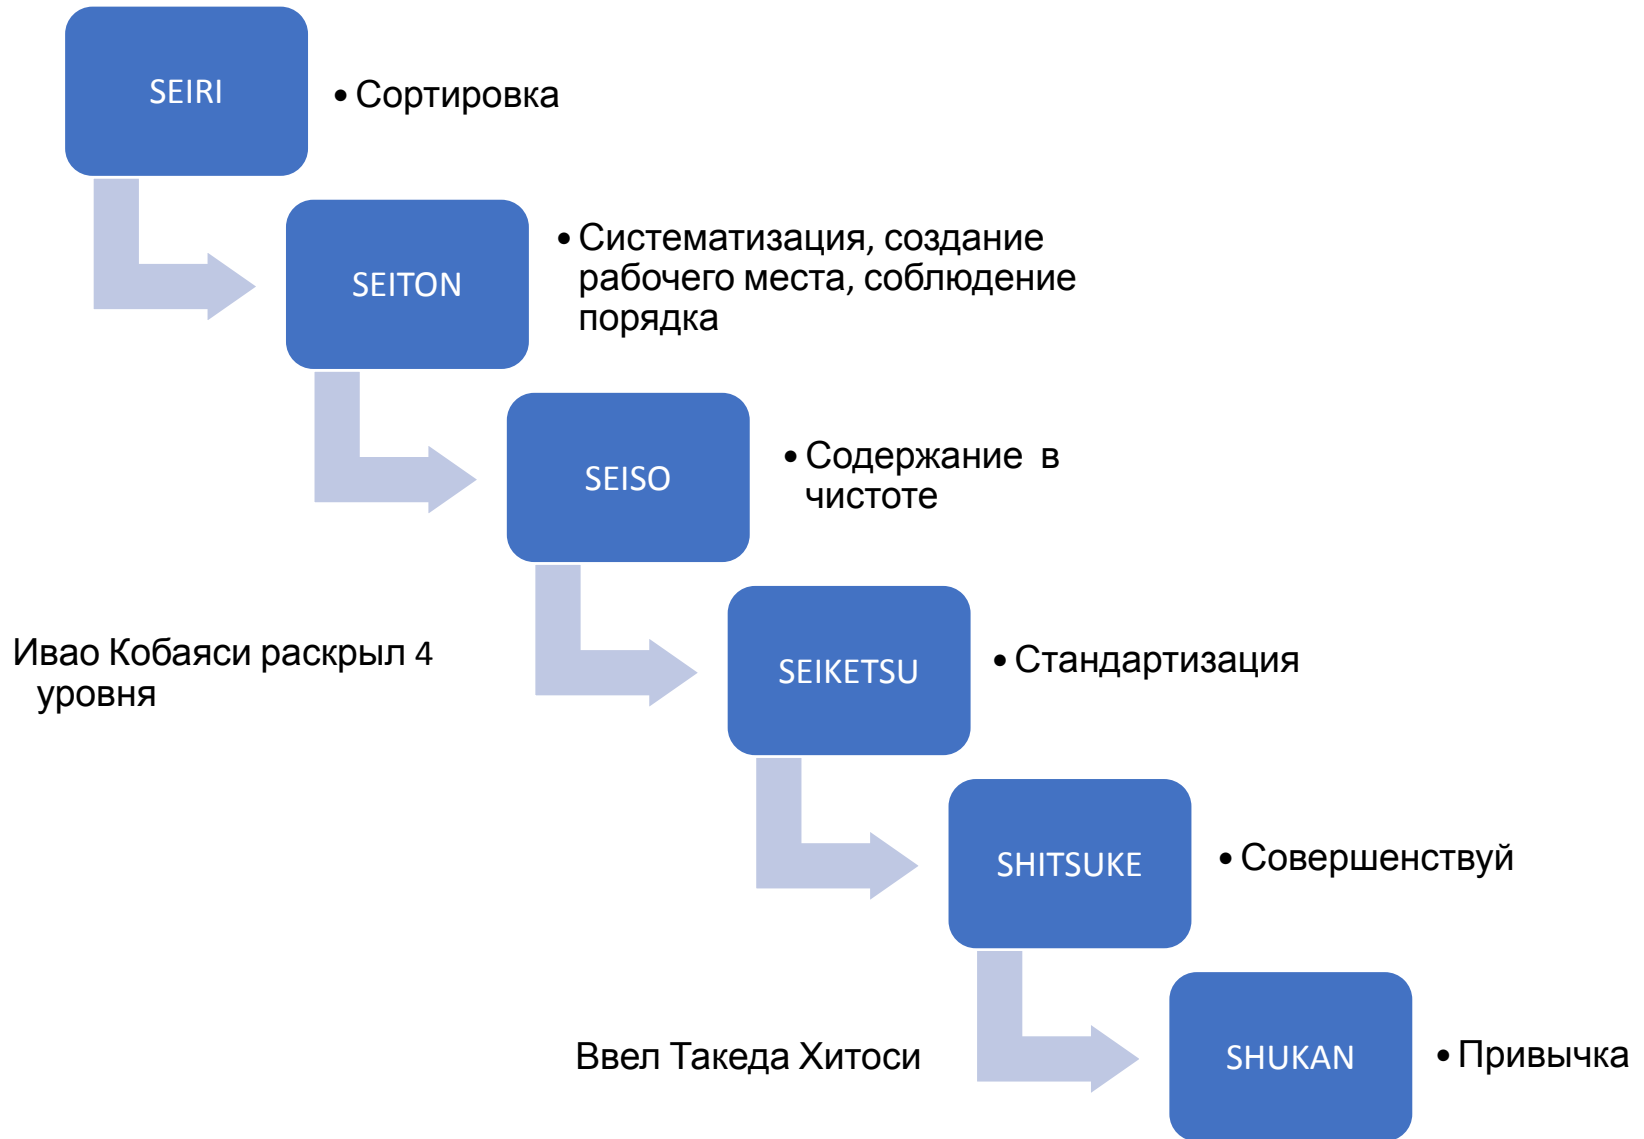 SEIRI
• Сортировка
SEITON
• Систематизация, создание
рабочего места, соблюдение
порядка
SEISO
• Содержание в
чистоте
Ивао Кобаяси раскрыл 4
уровня
SEIKETSU
• Стандартизация
SHITSUKE
• Совершенствуй
Ввел Такеда Хитоси
SHUKAN
• Привычка